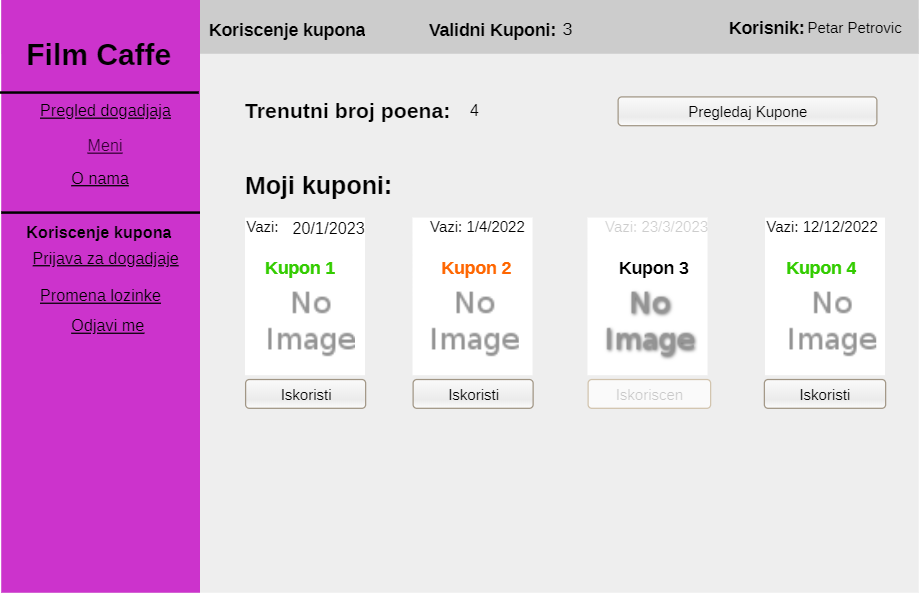 Film Caffe
Pregled dogadjaja
Meni
O nama
Koriscenje kupona
Prijava za dogadjaje
Promena lozinke
Odjavi me
Koriscenje kupona
Validni Kuponi: 3
Korisnik: Petar Petrovic
Trenutni broj poena: 4
Pregledaj Kupone
Moji kuponi:
Vazi: 20/1/2023
Kupon 1
No
Image
Iskoristi
Vazi: 1/4/2022
Kupon 2
No
Image
Iskoristi
Vazi: 23/3/2023
Kupon 3
No
Image
Iskoriscen
Vazi: 12/12/2022
Kupon 4
No
Image
Iskoristi